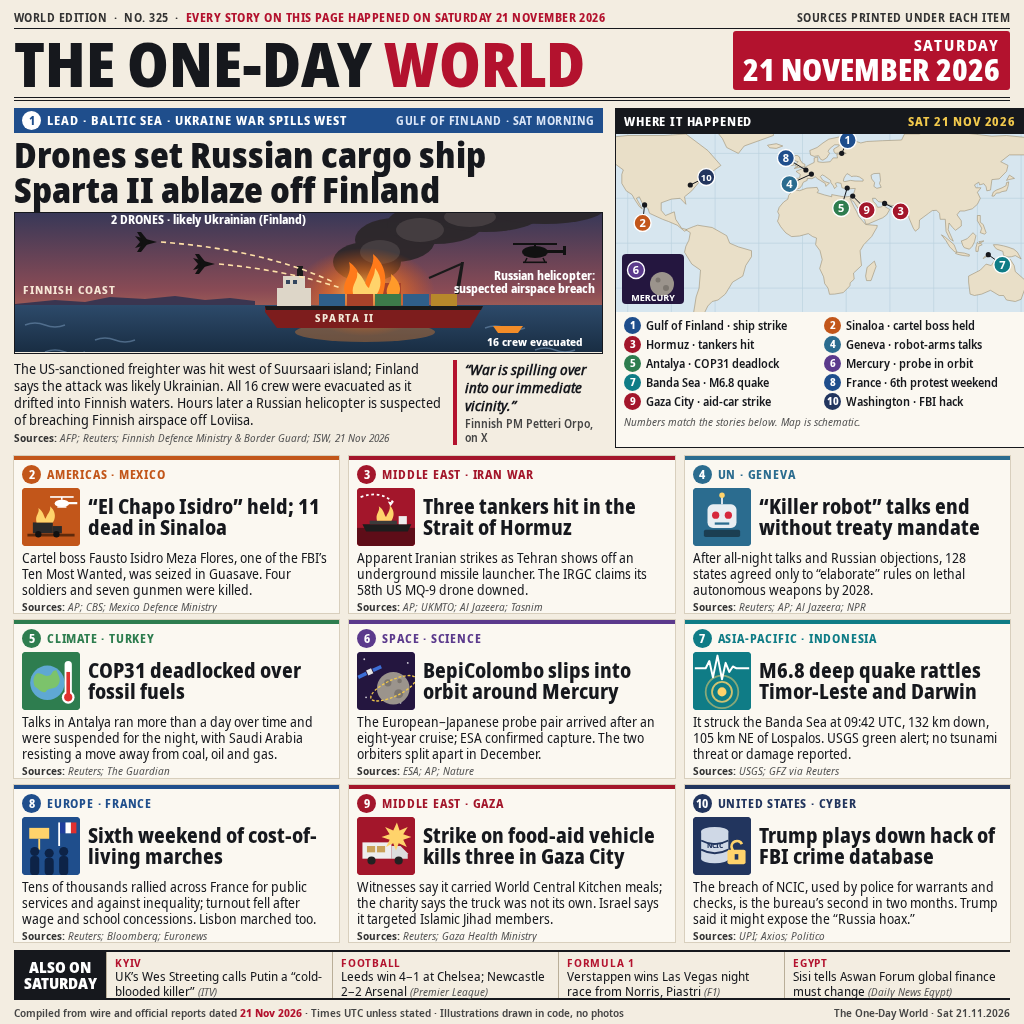 WORLD EDITION · NO. 325 · EVERY STORY ON THIS PAGE HAPPENED ON SATURDAY 21 NOVEMBER 2026
SOURCES PRINTED UNDER EACH ITEM
THE ONE-DAY WORLD
SATURDAY
21 NOVEMBER 2026
1 LEAD · BALTIC SEA · UKRAINE WAR SPILLS WEST
GULF OF FINLAND · SAT MORNING
Drones set Russian cargo ship
Sparta II ablaze off Finland
2 DRONES · likely Ukrainian (Finland)
FINNISH COAST
Russian helicopter:
suspected airspace breach
SPARTA II
16 crew evacuated
The US-sanctioned freighter was hit west of Suursaari island; Finland
says the attack was likely Ukrainian. All 16 crew were evacuated as it
drifted into Finnish waters. Hours later a Russian helicopter is suspected
of breaching Finnish airspace off Loviisa.
Sources: AFP; Reuters; Finnish Defence Ministry & Border Guard; ISW, 21 Nov 2026
“War is spilling over
into our immediate
vicinity.”
Finnish PM Petteri Orpo,
on X
WHERE IT HAPPENED
SAT 21 NOV 2026
1
8
10
4
5
9
3
2
6
7
MERCURY
1 Gulf of Finland · ship strike
2 Sinaloa · cartel boss held
3 Hormuz · tankers hit
4 Geneva · robot-arms talks
5 Antalya · COP31 deadlock
6 Mercury · probe in orbit
7 Banda Sea · M6.8 quake
8 France · 6th protest weekend
9 Gaza City · aid-car strike
10 Washington · FBI hack
Numbers match the stories below. Map is schematic.
2 AMERICAS · MEXICO
“El Chapo Isidro” held; 11
dead in Sinaloa
Cartel boss Fausto Isidro Meza Flores, one of the FBI’s
Ten Most Wanted, was seized in Guasave. Four
soldiers and seven gunmen were killed.
Sources: AP; CBS; Mexico Defence Ministry
3 MIDDLE EAST · IRAN WAR
Three tankers hit in the
Strait of Hormuz
Apparent Iranian strikes as Tehran shows off an
underground missile launcher. The IRGC claims its
58th US MQ-9 drone downed.
Sources: AP; UKMTO; Al Jazeera; Tasnim
4 UN · GENEVA
“Killer robot” talks end
without treaty mandate
After all-night talks and Russian objections, 128
states agreed only to “elaborate” rules on lethal
autonomous weapons by 2028.
Sources: Reuters; AP; Al Jazeera; NPR
5 CLIMATE · TURKEY
COP31 deadlocked over
fossil fuels
Talks in Antalya ran more than a day over time and
were suspended for the night, with Saudi Arabia
resisting a move away from coal, oil and gas.
Sources: Reuters; The Guardian
6 SPACE · SCIENCE
BepiColombo slips into
orbit around Mercury
The European–Japanese probe pair arrived after an
eight-year cruise; ESA confirmed capture. The two
orbiters split apart in December.
Sources: ESA; AP; Nature
7 ASIA-PACIFIC · INDONESIA
M6.8 deep quake rattles
Timor-Leste and Darwin
It struck the Banda Sea at 09:42 UTC, 132 km down,
105 km NE of Lospalos. USGS green alert; no tsunami
threat or damage reported.
Sources: USGS; GFZ via Reuters
8 EUROPE · FRANCE
Sixth weekend of cost-of-
living marches
Tens of thousands rallied across France for public
services and against inequality; turnout fell after
wage and school concessions. Lisbon marched too.
Sources: Reuters; Bloomberg; Euronews
9 MIDDLE EAST · GAZA
Strike on food-aid vehicle
kills three in Gaza City
Witnesses say it carried World Central Kitchen meals;
the charity says the truck was not its own. Israel says
it targeted Islamic Jihad members.
Sources: Reuters; Gaza Health Ministry
10 UNITED STATES · CYBER
NCIC
Trump plays down hack of
FBI crime database
The breach of NCIC, used by police for warrants and
checks, is the bureau’s second in two months. Trump
said it might expose the “Russia hoax.”
Sources: UPI; Axios; Politico
ALSO ON
SATURDAY
KYIV
UK’s Wes Streeting calls Putin a “cold-
blooded killer” (ITV)
FOOTBALL
Leeds win 4–1 at Chelsea; Newcastle
2–2 Arsenal (Premier League)
FORMULA 1
Verstappen wins Las Vegas night
race from Norris, Piastri (F1)
EGYPT
Sisi tells Aswan Forum global finance
must change (Daily News Egypt)
Compiled from wire and official reports dated 21 Nov 2026 · Times UTC unless stated · Illustrations drawn in code, no photos
The One-Day World · Sat 21.11.2026